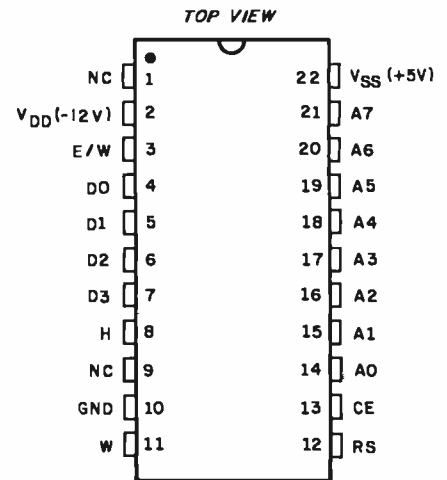 TOP VIEW
NC 1 22 VSS (+5V)
VDD (-12V) 2 21 A7
E/W 3 20 A6
D0 4 19 A5
D1 5 18 A4
D2 6 17 A3
D3 7 16 A2
H 8 15 A1
NC 9 14 A0
GND 10 13 CE
W 11 12 RS